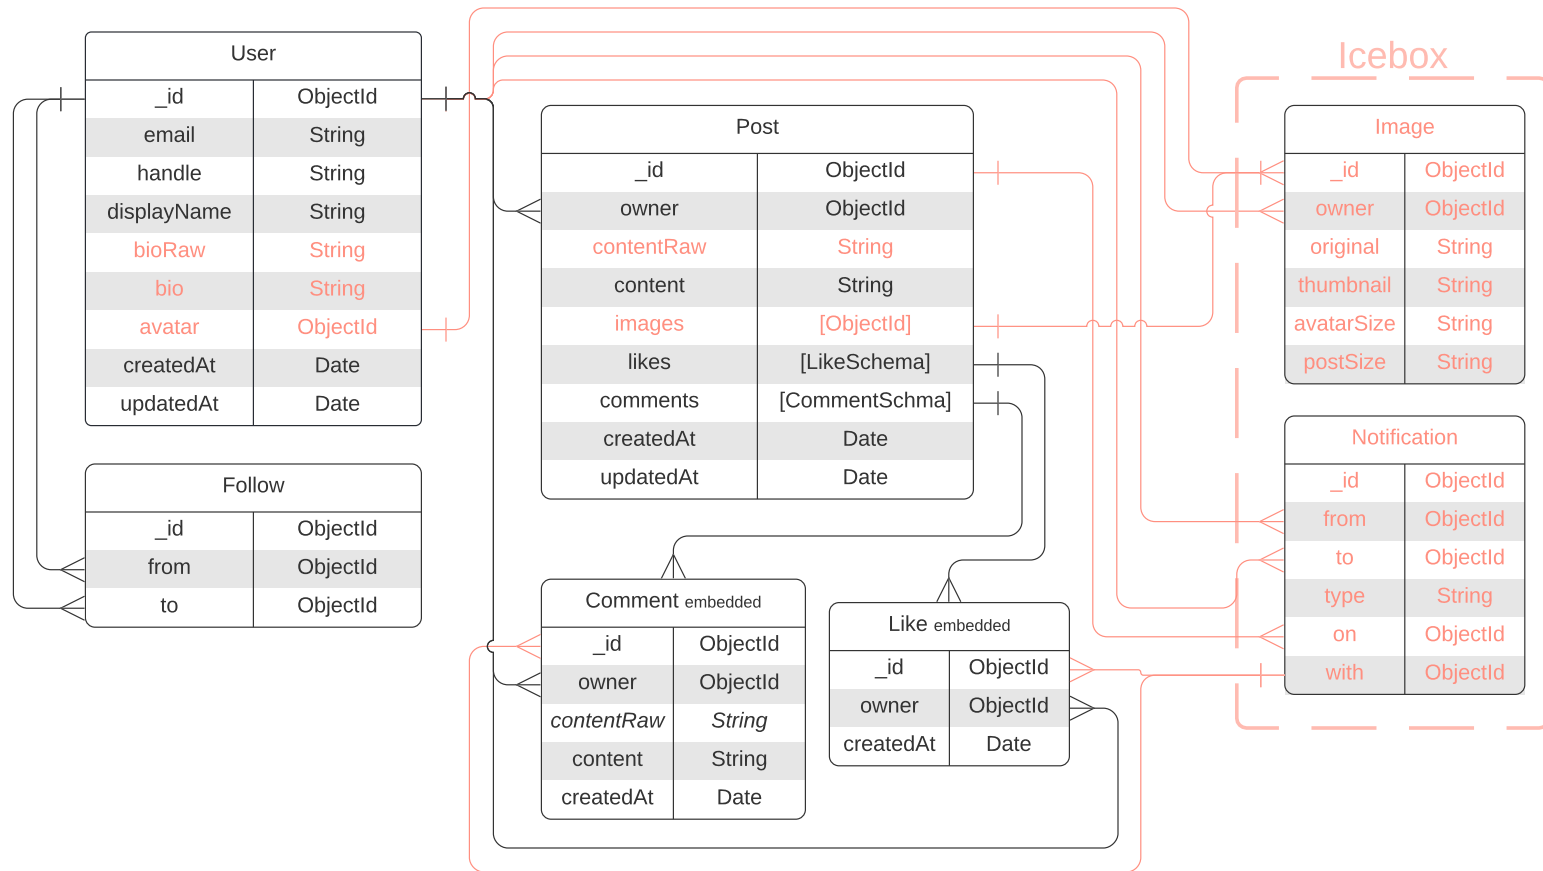 User
_id ObjectId
email String
handle String
displayName String
bioRaw String
bio String
avatar ObjectId
createdAt Date
updatedAt Date
Follow
_id ObjectId
from ObjectId
to ObjectId
Post
_id ObjectId
owner ObjectId
contentRaw String
content String
images [ObjectId]
likes [LikeSchema]
comments [CommentSchma]
createdAt Date
updatedAt Date
Comment embedded
_id ObjectId
owner ObjectId
contentRaw String
content String
createdAt Date
Like embedded
_id ObjectId
owner ObjectId
createdAt Date
Icebox
Image
_id ObjectId
owner ObjectId
original String
thumbnail String
avatarSize String
postSize String
Notification
_id ObjectId
from ObjectId
to ObjectId
type String
on ObjectId
with ObjectId